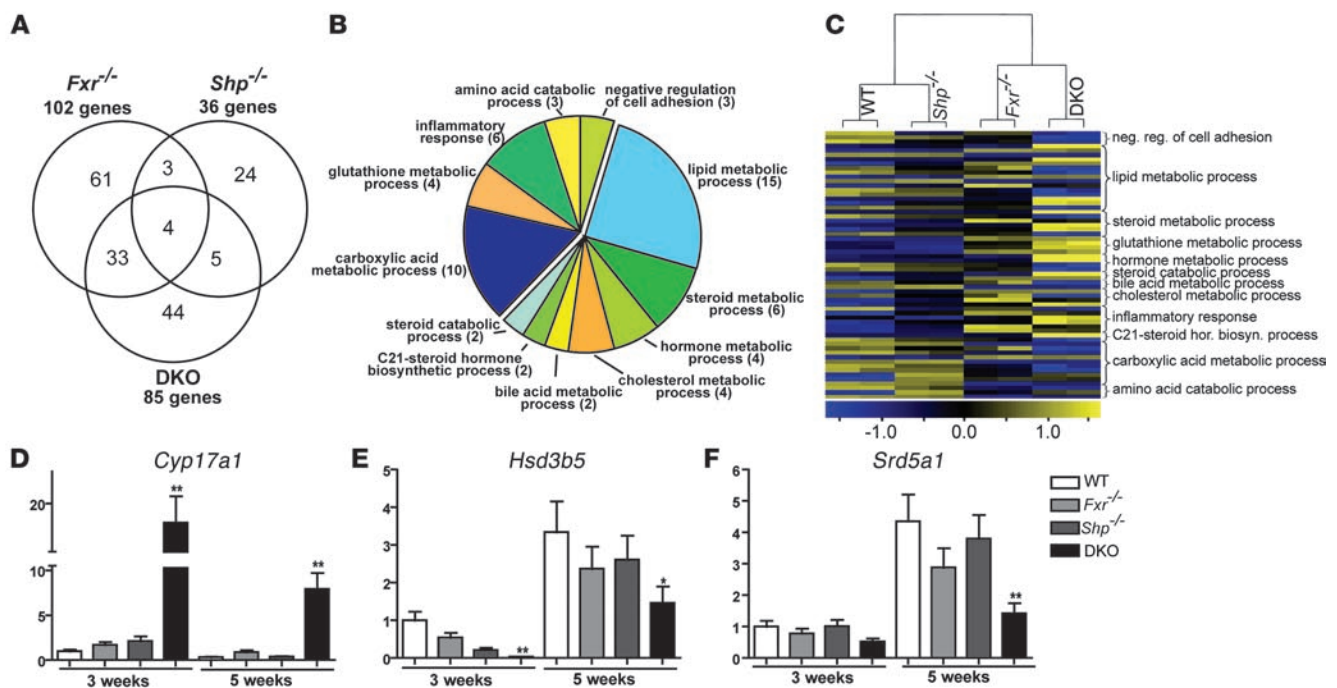 A
Fxr-/-
102 genes
Shp-/-
36 genes
61
3
24
4
33
5
44
DKO
85 genes
B
amino acid catabolic
process (3)
negative regulation
of cell adhesion (3)
inflammatory
response (6)
lipid metabolic
process (15)
glutathione metabolic
process (4)
carboxylic acid
metabolic process (10)
steroid metabolic
process (6)
steroid catabolic
process (2)
hormone metabolic
process (4)
C21-steroid hormone
biosynthetic process (2)
cholesterol metabolic
process (4)
bile acid metabolic
process (2)
C
WT
Shp-/-
Fxr-/-
DKO
neg. reg. of cell adhesion
lipid metabolic process
steroid metabolic process
glutathione metabolic process
hormone metabolic process
steroid catabolic process
bile acid metabolic process
cholesterol metabolic process
inflammatory response
C21-steroid hor. biosyn. process
carboxylic acid metabolic process
amino acid catabolic process
-1.0 0.0 1.0
D
Cyp17a1
20
10
5
0
**
**
3 weeks
5 weeks
E
Hsd3b5
5
4
3
2
1
0
**
*
3 weeks
5 weeks
F
Srd5a1
6
5
4
3
2
1
0
**
3 weeks
5 weeks
WT
Fxr-/-
Shp-/-
DKO